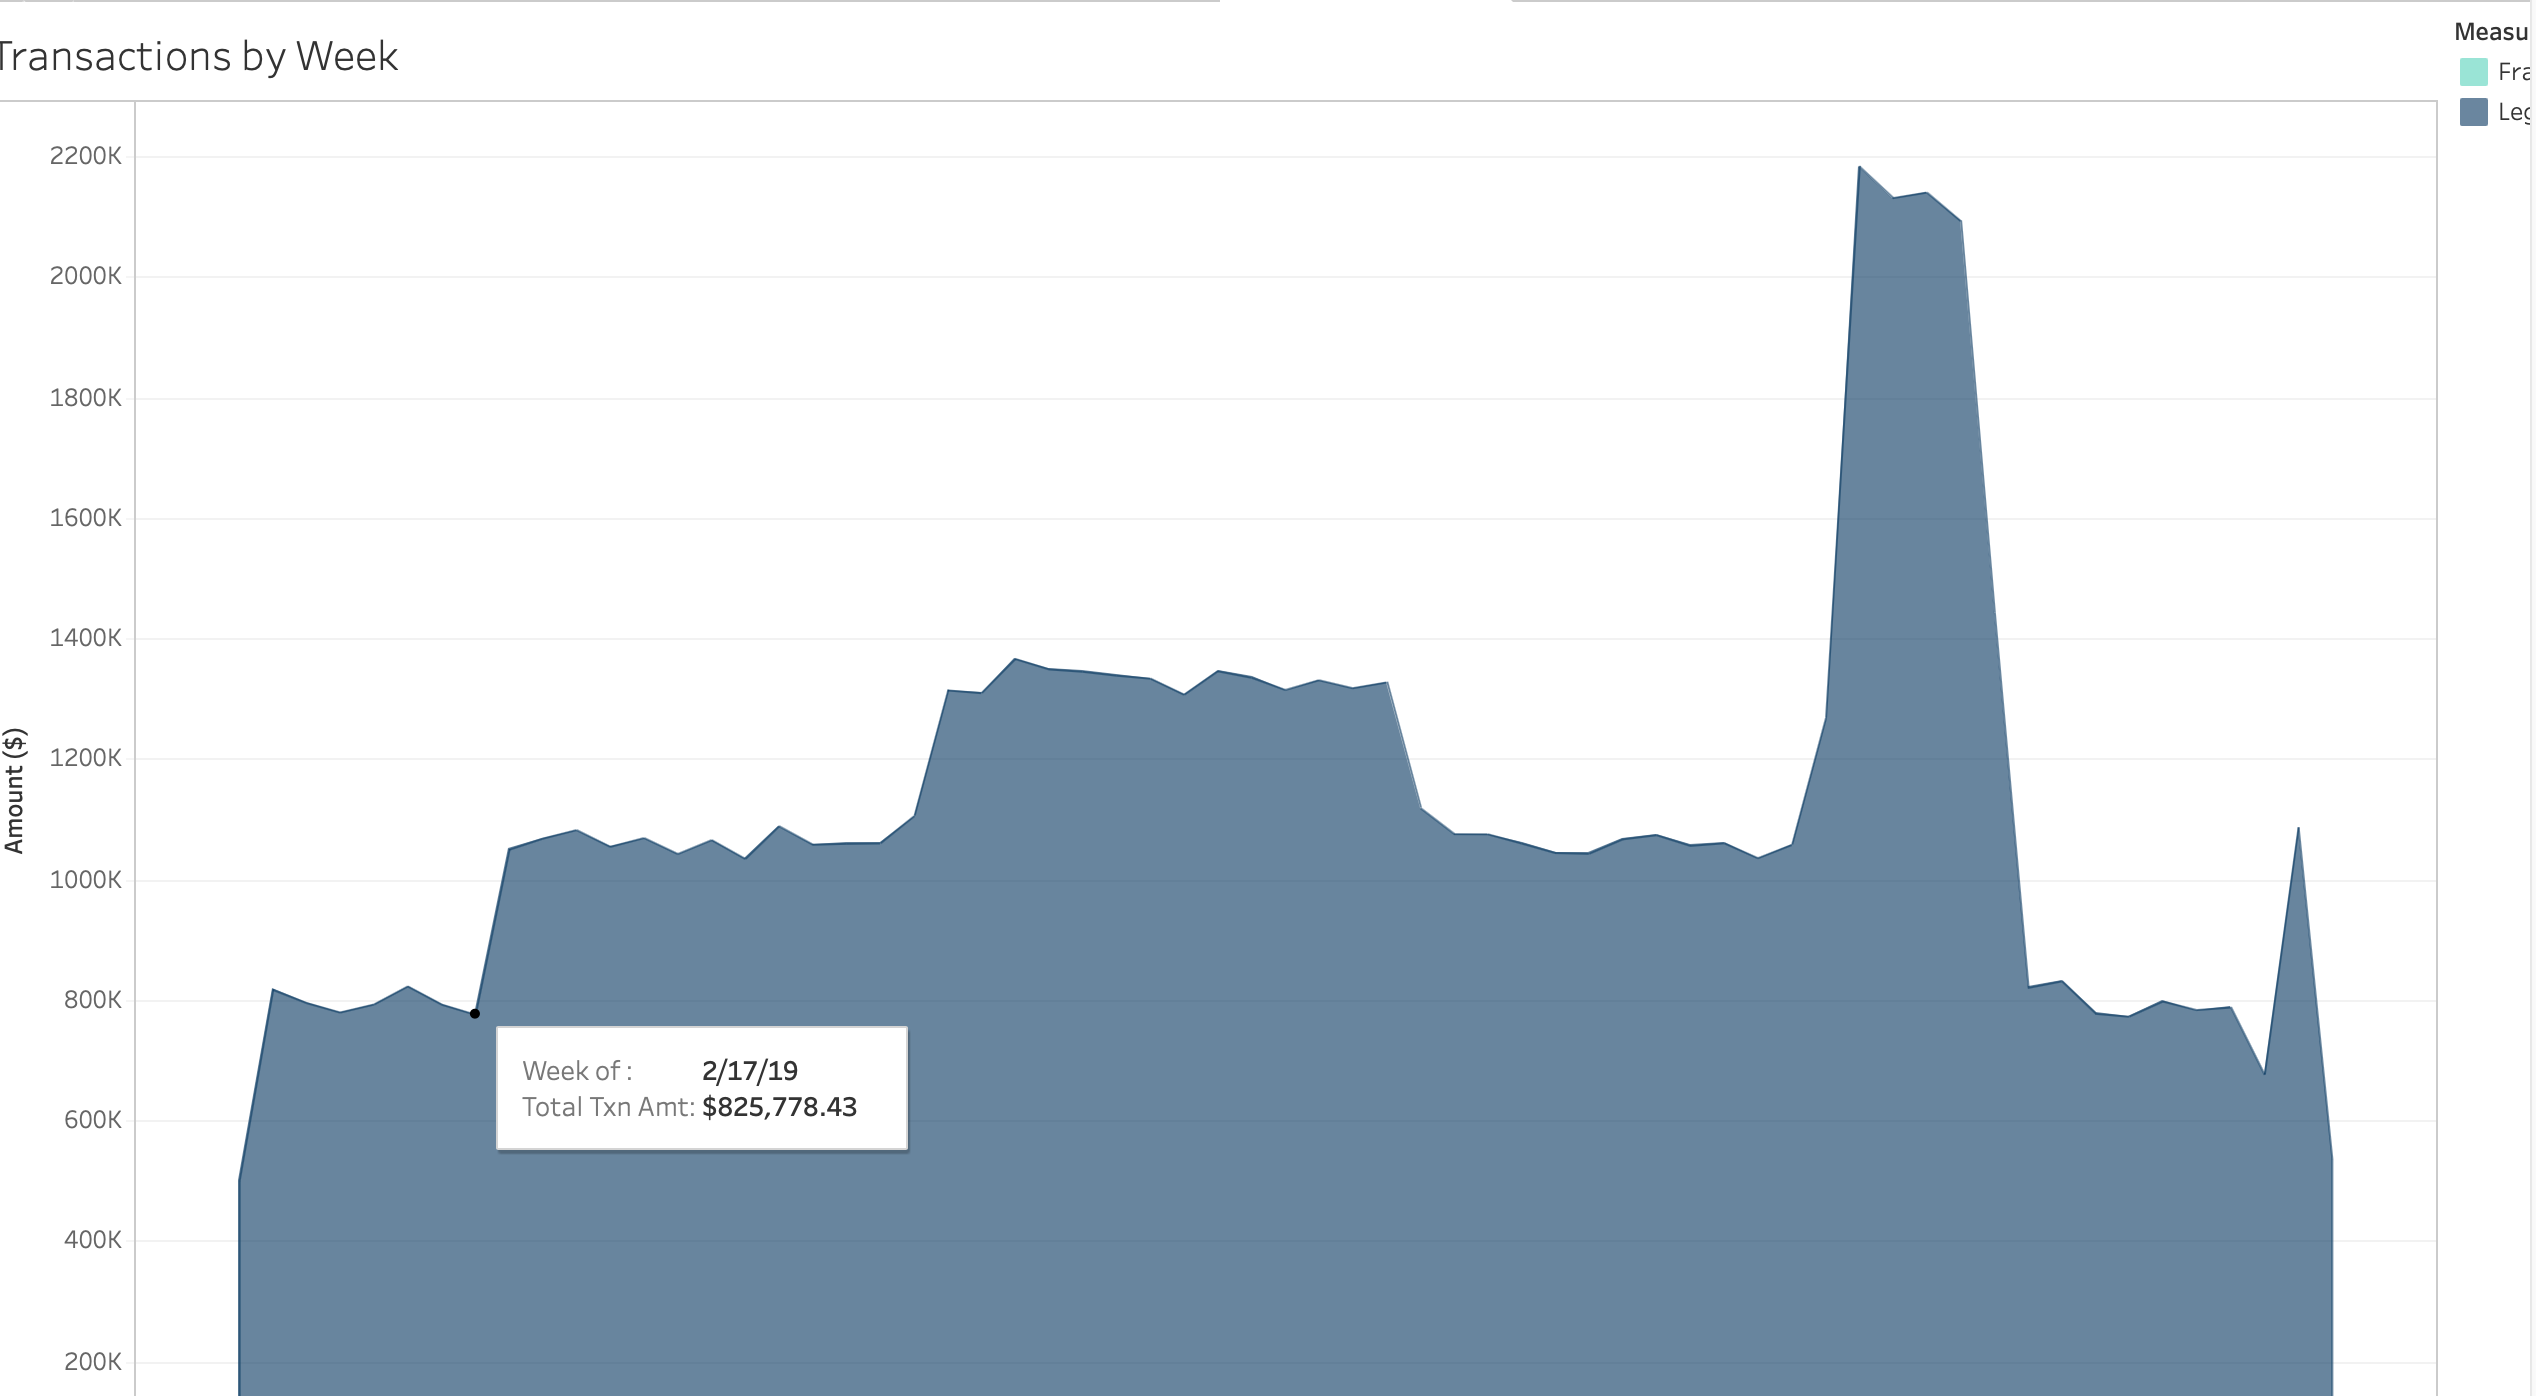 Transactions by Week
Measu
Fra
Leg
2200K
2000K
1800K
1600K
1400K
1200K
1000K
800K
600K
400K
200K
Amount ($)
Week of : 2/17/19
Total Txn Amt: $825,778.43